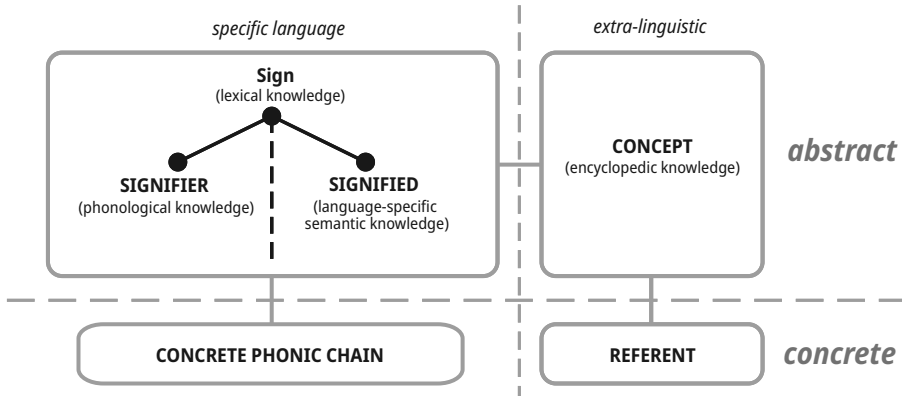 specific language
extra-linguistic
Sign
(lexical knowledge)
SIGNIFIER
(phonological knowledge)
SIGNIFIED
(language-specific
semantic knowledge)
CONCEPT
(encyclopedic knowledge)
abstract
CONCRETE PHONIC CHAIN
REFERENT
concrete